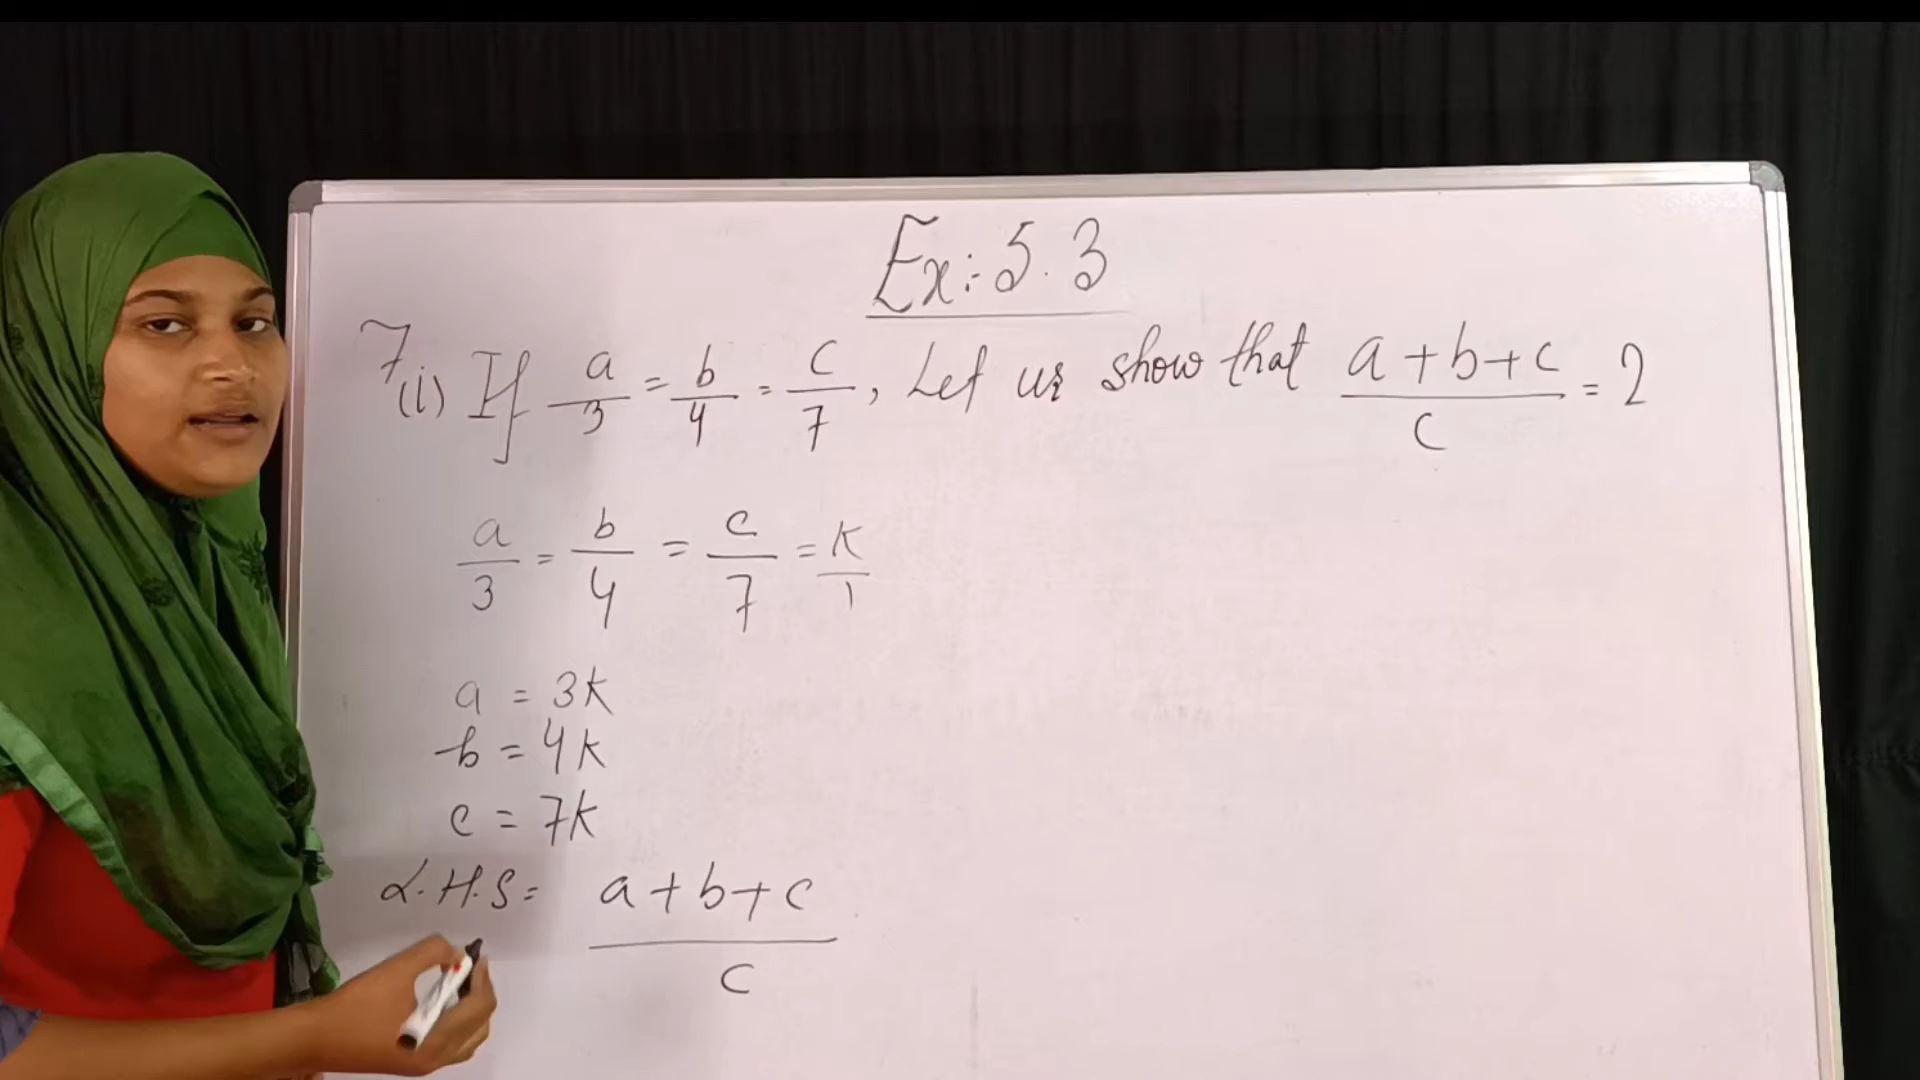 Ex:- 5.3
7(i) If a/3 = b/4 = c/7, Let us show that (a+b+c)/c = 2
a/3 = b/4 = c/7 = k/1
a = 3k
b = 4k
c = 7k
L.H.S = (a+b+c)/c